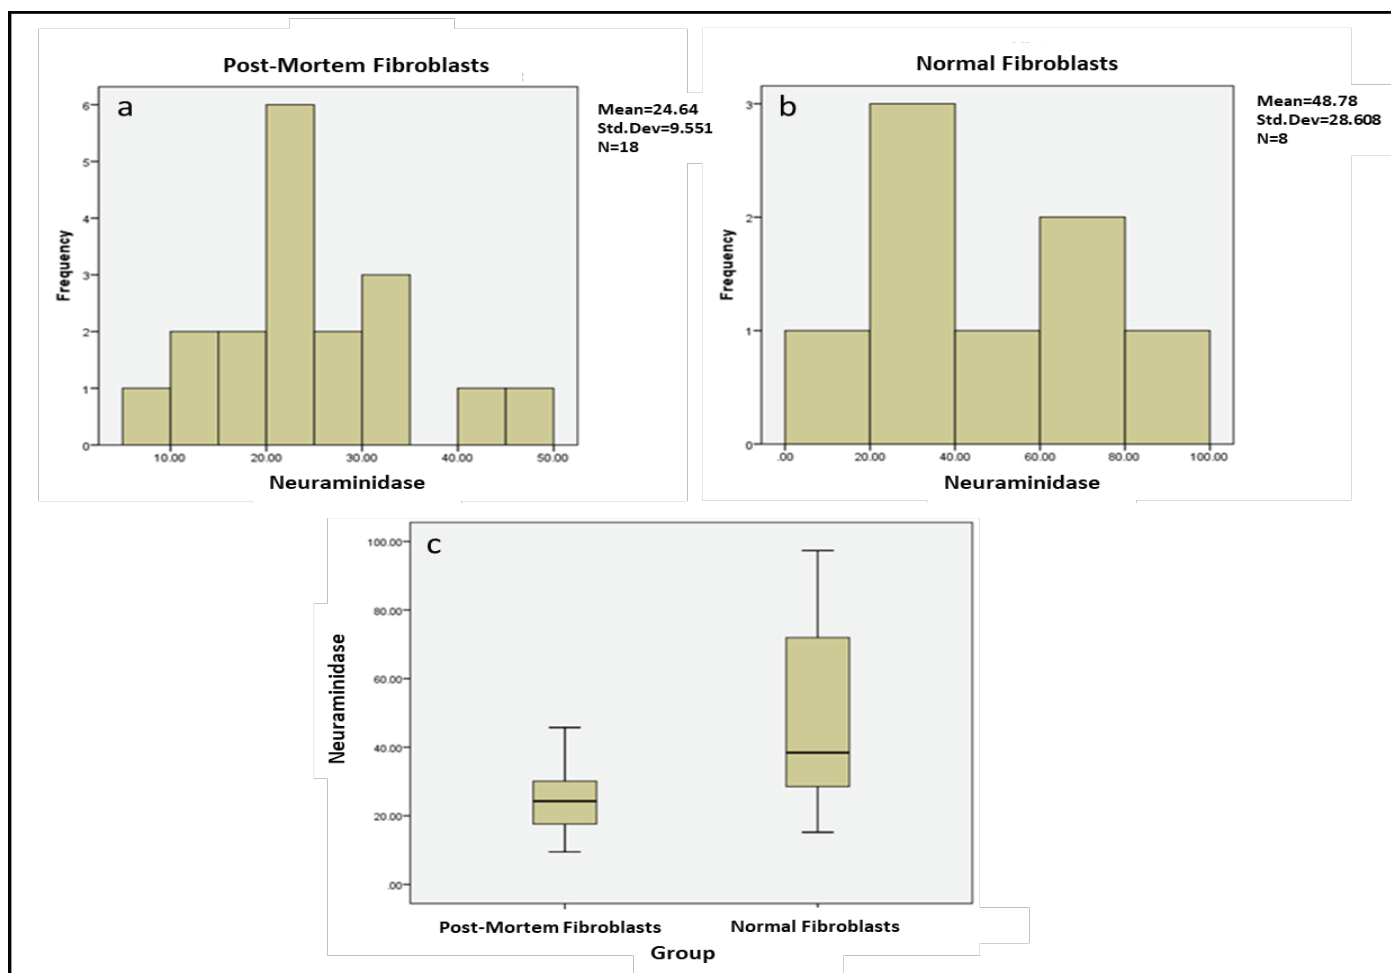 Post-Mortem Fibroblasts
a
Mean=24.64
Std.Dev=9.551
N=18
6
5
4
3
2
1
0
Frequency
10.00 20.00 30.00 40.00 50.00
Neuraminidase
Normal Fibroblasts
b
Mean=48.78
Std.Dev=28.608
N=8
3
2
1
0
Frequency
.00 20.00 40.00 60.00 80.00 100.00
Neuraminidase
c
100.00
80.00
60.00
40.00
20.00
.00
Neuraminidase
Post-Mortem Fibroblasts Normal Fibroblasts
Group